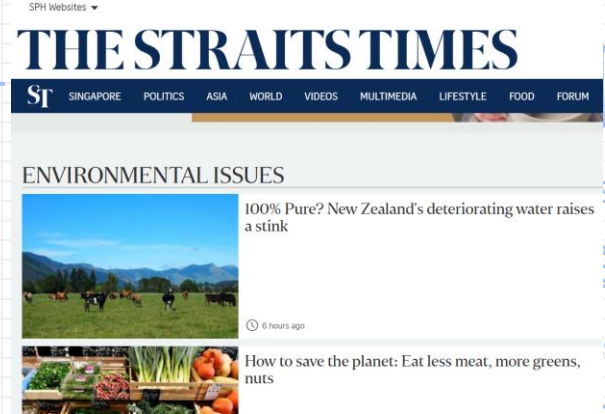 SPH Websites
THE STRAITS TIMES
ST SINGAPORE POLITICS ASIA WORLD VIDEOS MULTIMEDIA LIFESTYLE FOOD FORUM
ENVIRONMENTAL ISSUES
100% Pure? New Zealand's deteriorating water raises
a stink
6 hours ago
How to save the planet: Eat less meat, more greens,
nuts